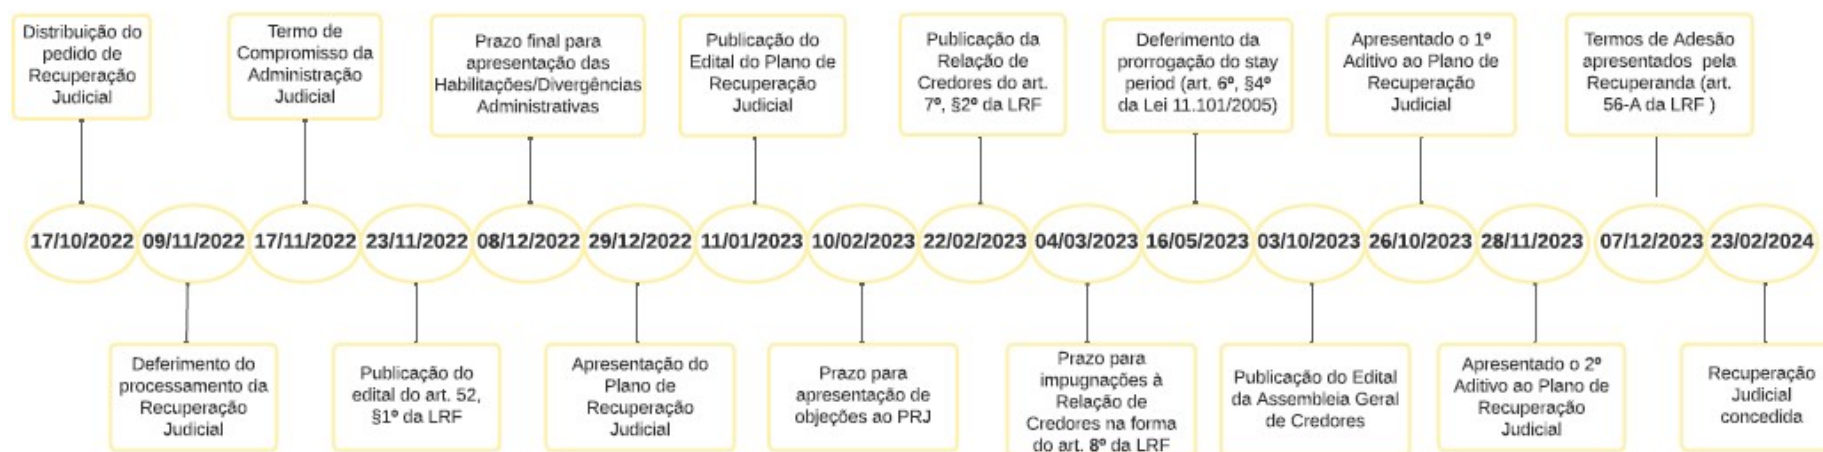 Distribuição do
pedido de
Recuperação
Judicial
Termo de
Compromisso da
Administração
Judicial
Prazo final para
apresentação das
Habilitações/Divergências
Administrativas
Publicação do
Edital do Plano de
Recuperação
Judicial
Publicação da
Relação de
Credores do art.
7º, §2º da LRF
Deferimento da
prorrogação do stay
period (art. 6º, §4º
da Lei 11.101/2005)
Apresentado o 1º
Aditivo ao Plano de
Recuperação
Judicial
Termos de Adesão
apresentados pela
Recuperanda (art.
56-A da LRF )
17/10/2022 09/11/2022 17/11/2022 23/11/2022 08/12/2022 29/12/2022 11/01/2023 10/02/2023 22/02/2023 04/03/2023 16/05/2023 03/10/2023 26/10/2023 28/11/2023 07/12/2023 23/02/2024
Deferimento do
processamento da
Recuperação
Judicial
Publicação do
edital do art. 52,
§1º da LRF
Apresentação do
Plano de
Recuperação
Judicial
Prazo para
apresentação de
objeções ao PRJ
Prazo para
impugnações à
Relação de
Credores na forma
do art. 8º da LRF
Publicação do Edital
da Assembleia Geral
de Credores
Apresentado o 2º
Aditivo ao Plano de
Recuperação
Judicial
Recuperação
Judicial
concedida